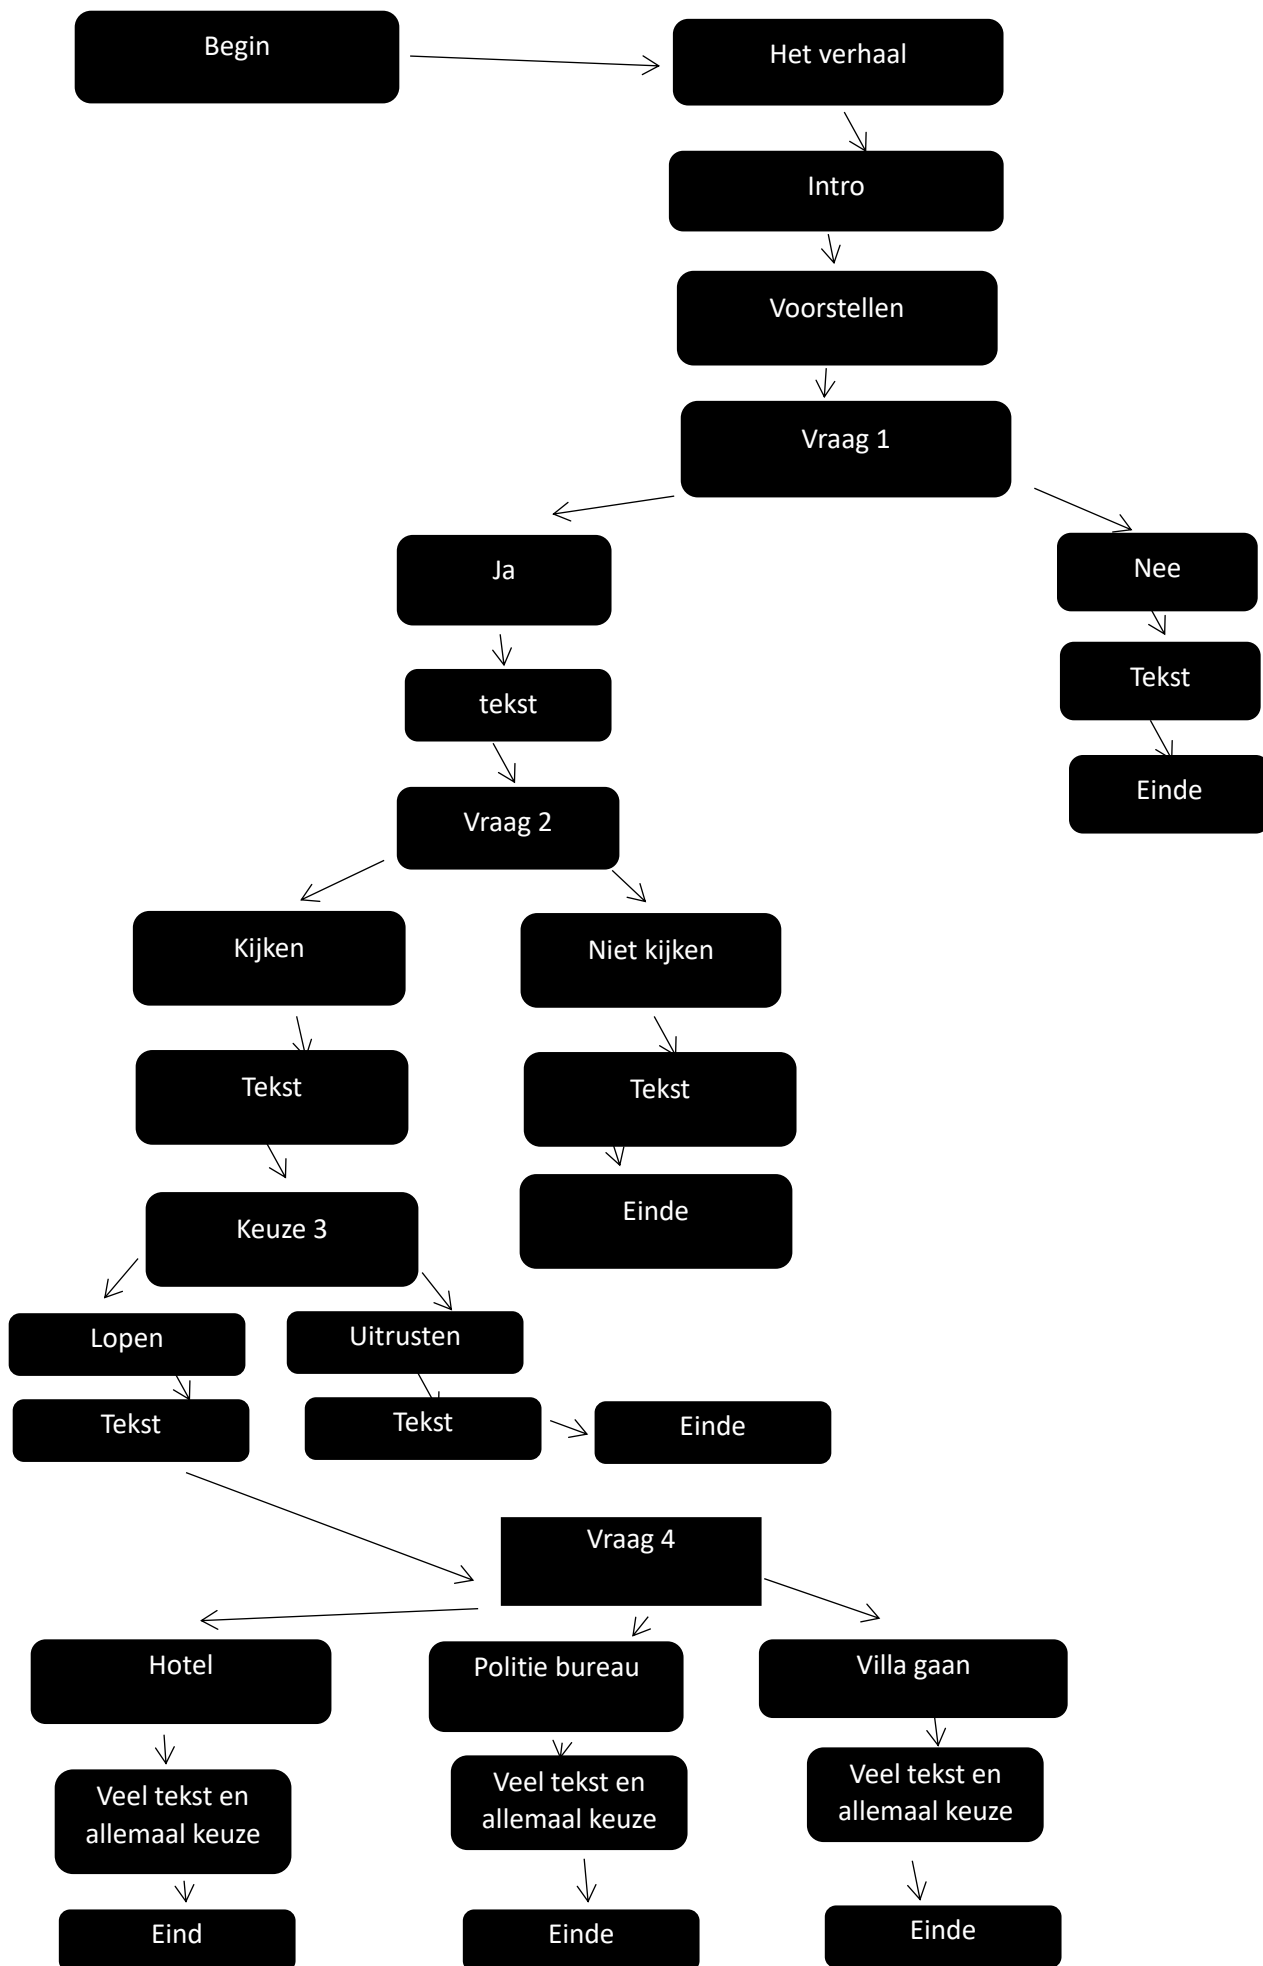 Begin
Het verhaal
Intro
Voorstellen
Vraag 1
Ja
Nee
tekst
Tekst
Vraag 2
Einde
Kijken
Niet kijken
Tekst
Tekst
Keuze 3
Einde
Lopen
Uitrusten
Tekst
Tekst
Einde
Vraag 4
Hotel
Politie bureau
Villa gaan
Veel tekst en
allemaal keuze
Veel tekst en
allemaal keuze
Veel tekst en
allemaal keuze
Eind
Einde
Einde